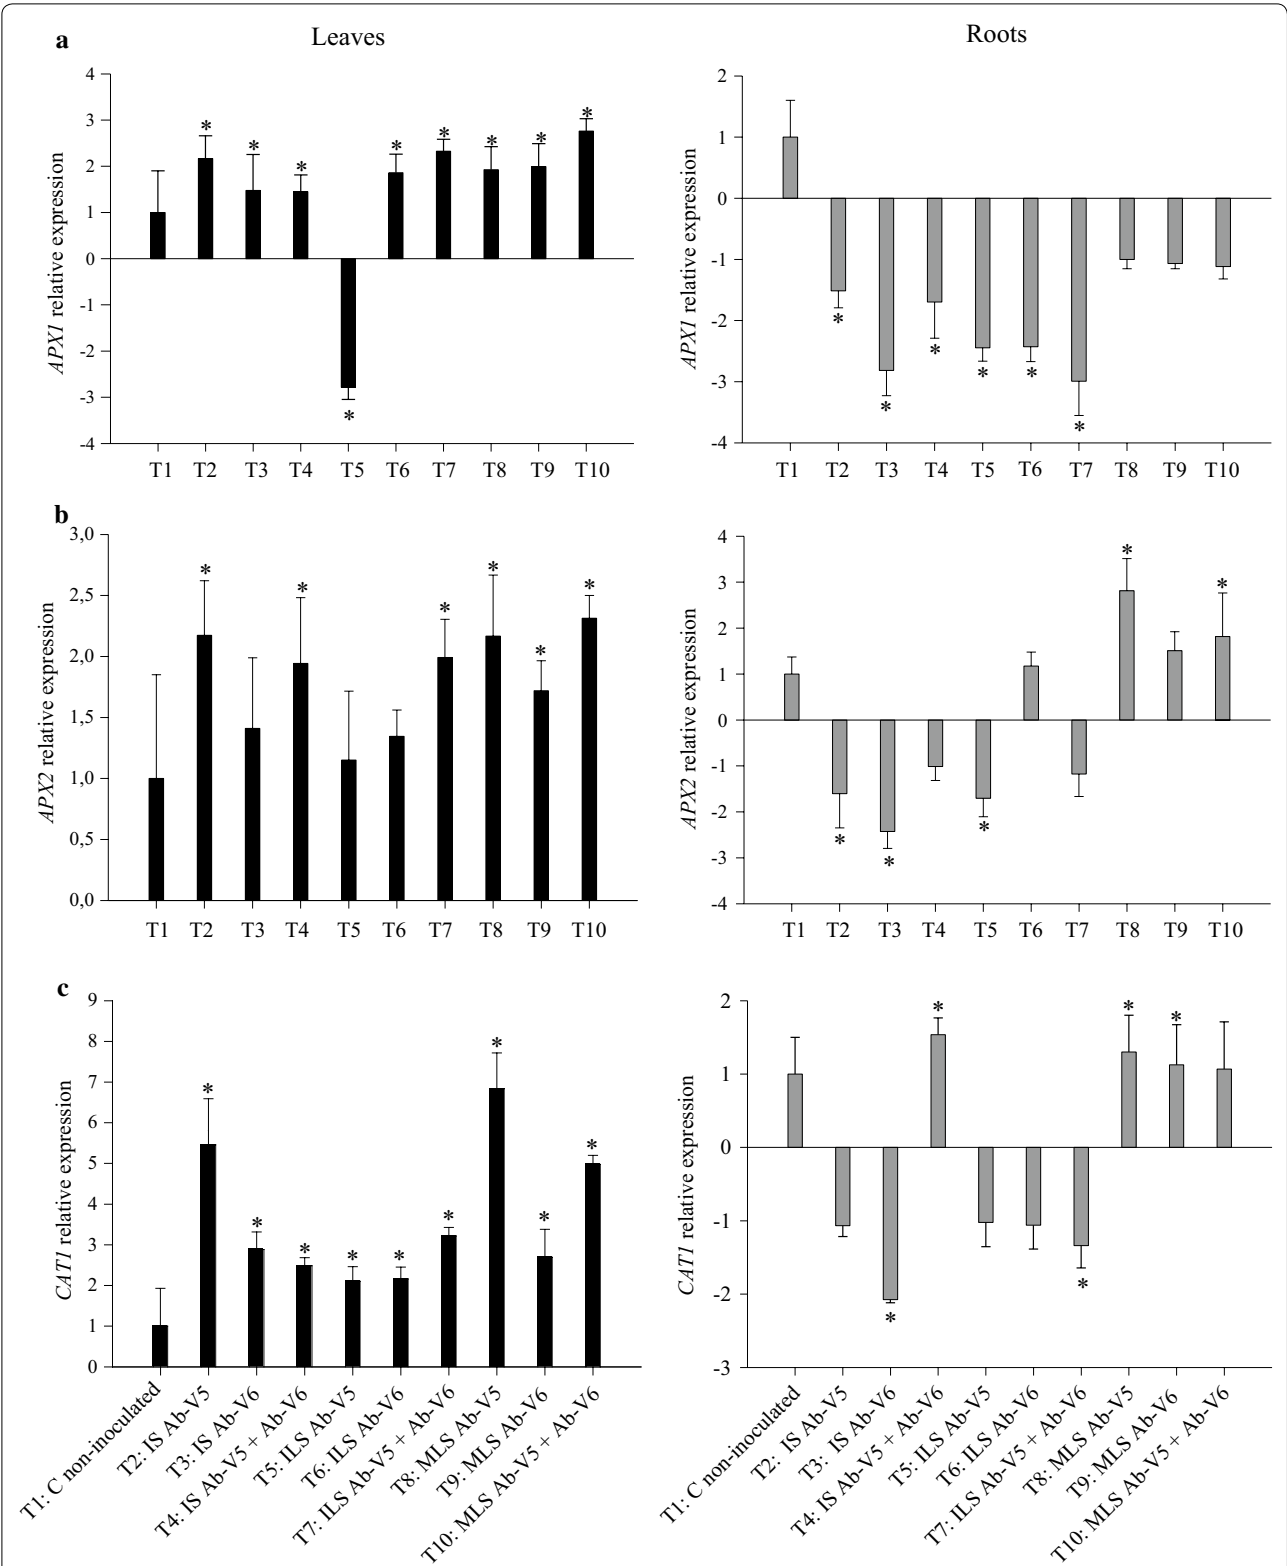 Leaves
Roots
a
4
3
2
1
0
-1
-2
-3
-4
APX1 relative expression
* * * * * * * * *
T1 T2 T3 T4 T5 T6 T7 T8 T9 T10
2
1
0
-1
-2
-3
-4
APX1 relative expression
* * * * * *
T1 T2 T3 T4 T5 T6 T7 T8 T9 T10
b
3,0
2,5
2,0
1,5
1,0
0,5
0,0
APX2 relative expression
* * * * * *
T1 T2 T3 T4 T5 T6 T7 T8 T9 T10
4
3
2
1
0
-1
-2
-3
-4
APX2 relative expression
* * * * *
T1 T2 T3 T4 T5 T6 T7 T8 T9 T10
c
9
8
7
6
5
4
3
2
1
0
CAT1 relative expression
* * * * * * * * *
T1: C non-inoculated
T2: IS Ab-V5
T3: IS Ab-V6
T4: IS Ab-V5 + Ab-V6
T5: ILS Ab-V5
T6: ILS Ab-V6
T7: ILS Ab-V5 + Ab-V6
T8: MLS Ab-V5
T9: MLS Ab-V6
T10: MLS Ab-V5 + Ab-V6
2
1
0
-1
-2
-3
CAT1 relative expression
* * * * *
T1: C non-inoculated
T2: IS Ab-V5
T3: IS Ab-V6
T4: IS Ab-V5 + Ab-V6
T5: ILS Ab-V5
T6: ILS Ab-V6
T7: ILS Ab-V5 + Ab-V6
T8: MLS Ab-V5
T9: MLS Ab-V6
T10: MLS Ab-V5 + Ab-V6